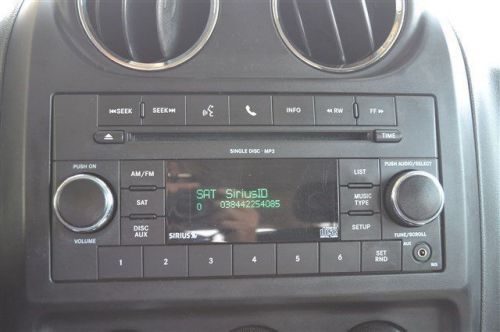 SEEK SEEK INFO RW FF
TIME
SINGLE DISC · MP3
PUSH ON AM/FM LIST PUSH AUDIO/SELECT
SAT SiriusID
0 038442254085
SAT MUSIC TYPE
DISC AUX SETUP
VOLUME SIRIUS TUNE/SCROLL
AUX
1 2 3 4 5 6 SET RND